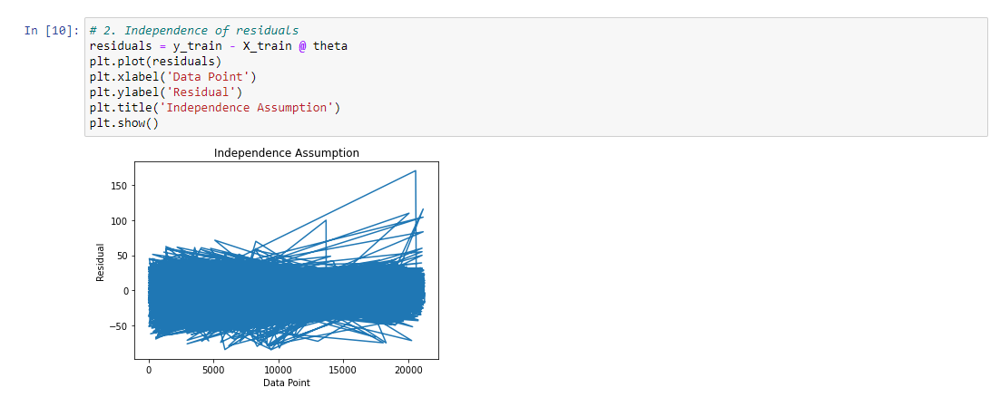 In [10]: # 2. Independence of residuals
residuals = y_train - X_train @ theta
plt.plot(residuals)
plt.xlabel('Data Point')
plt.ylabel('Residual')
plt.title('Independence Assumption')
plt.show()
Independence Assumption
150
100
50
0
−50
Residual
0 5000 10000 15000 20000
Data Point